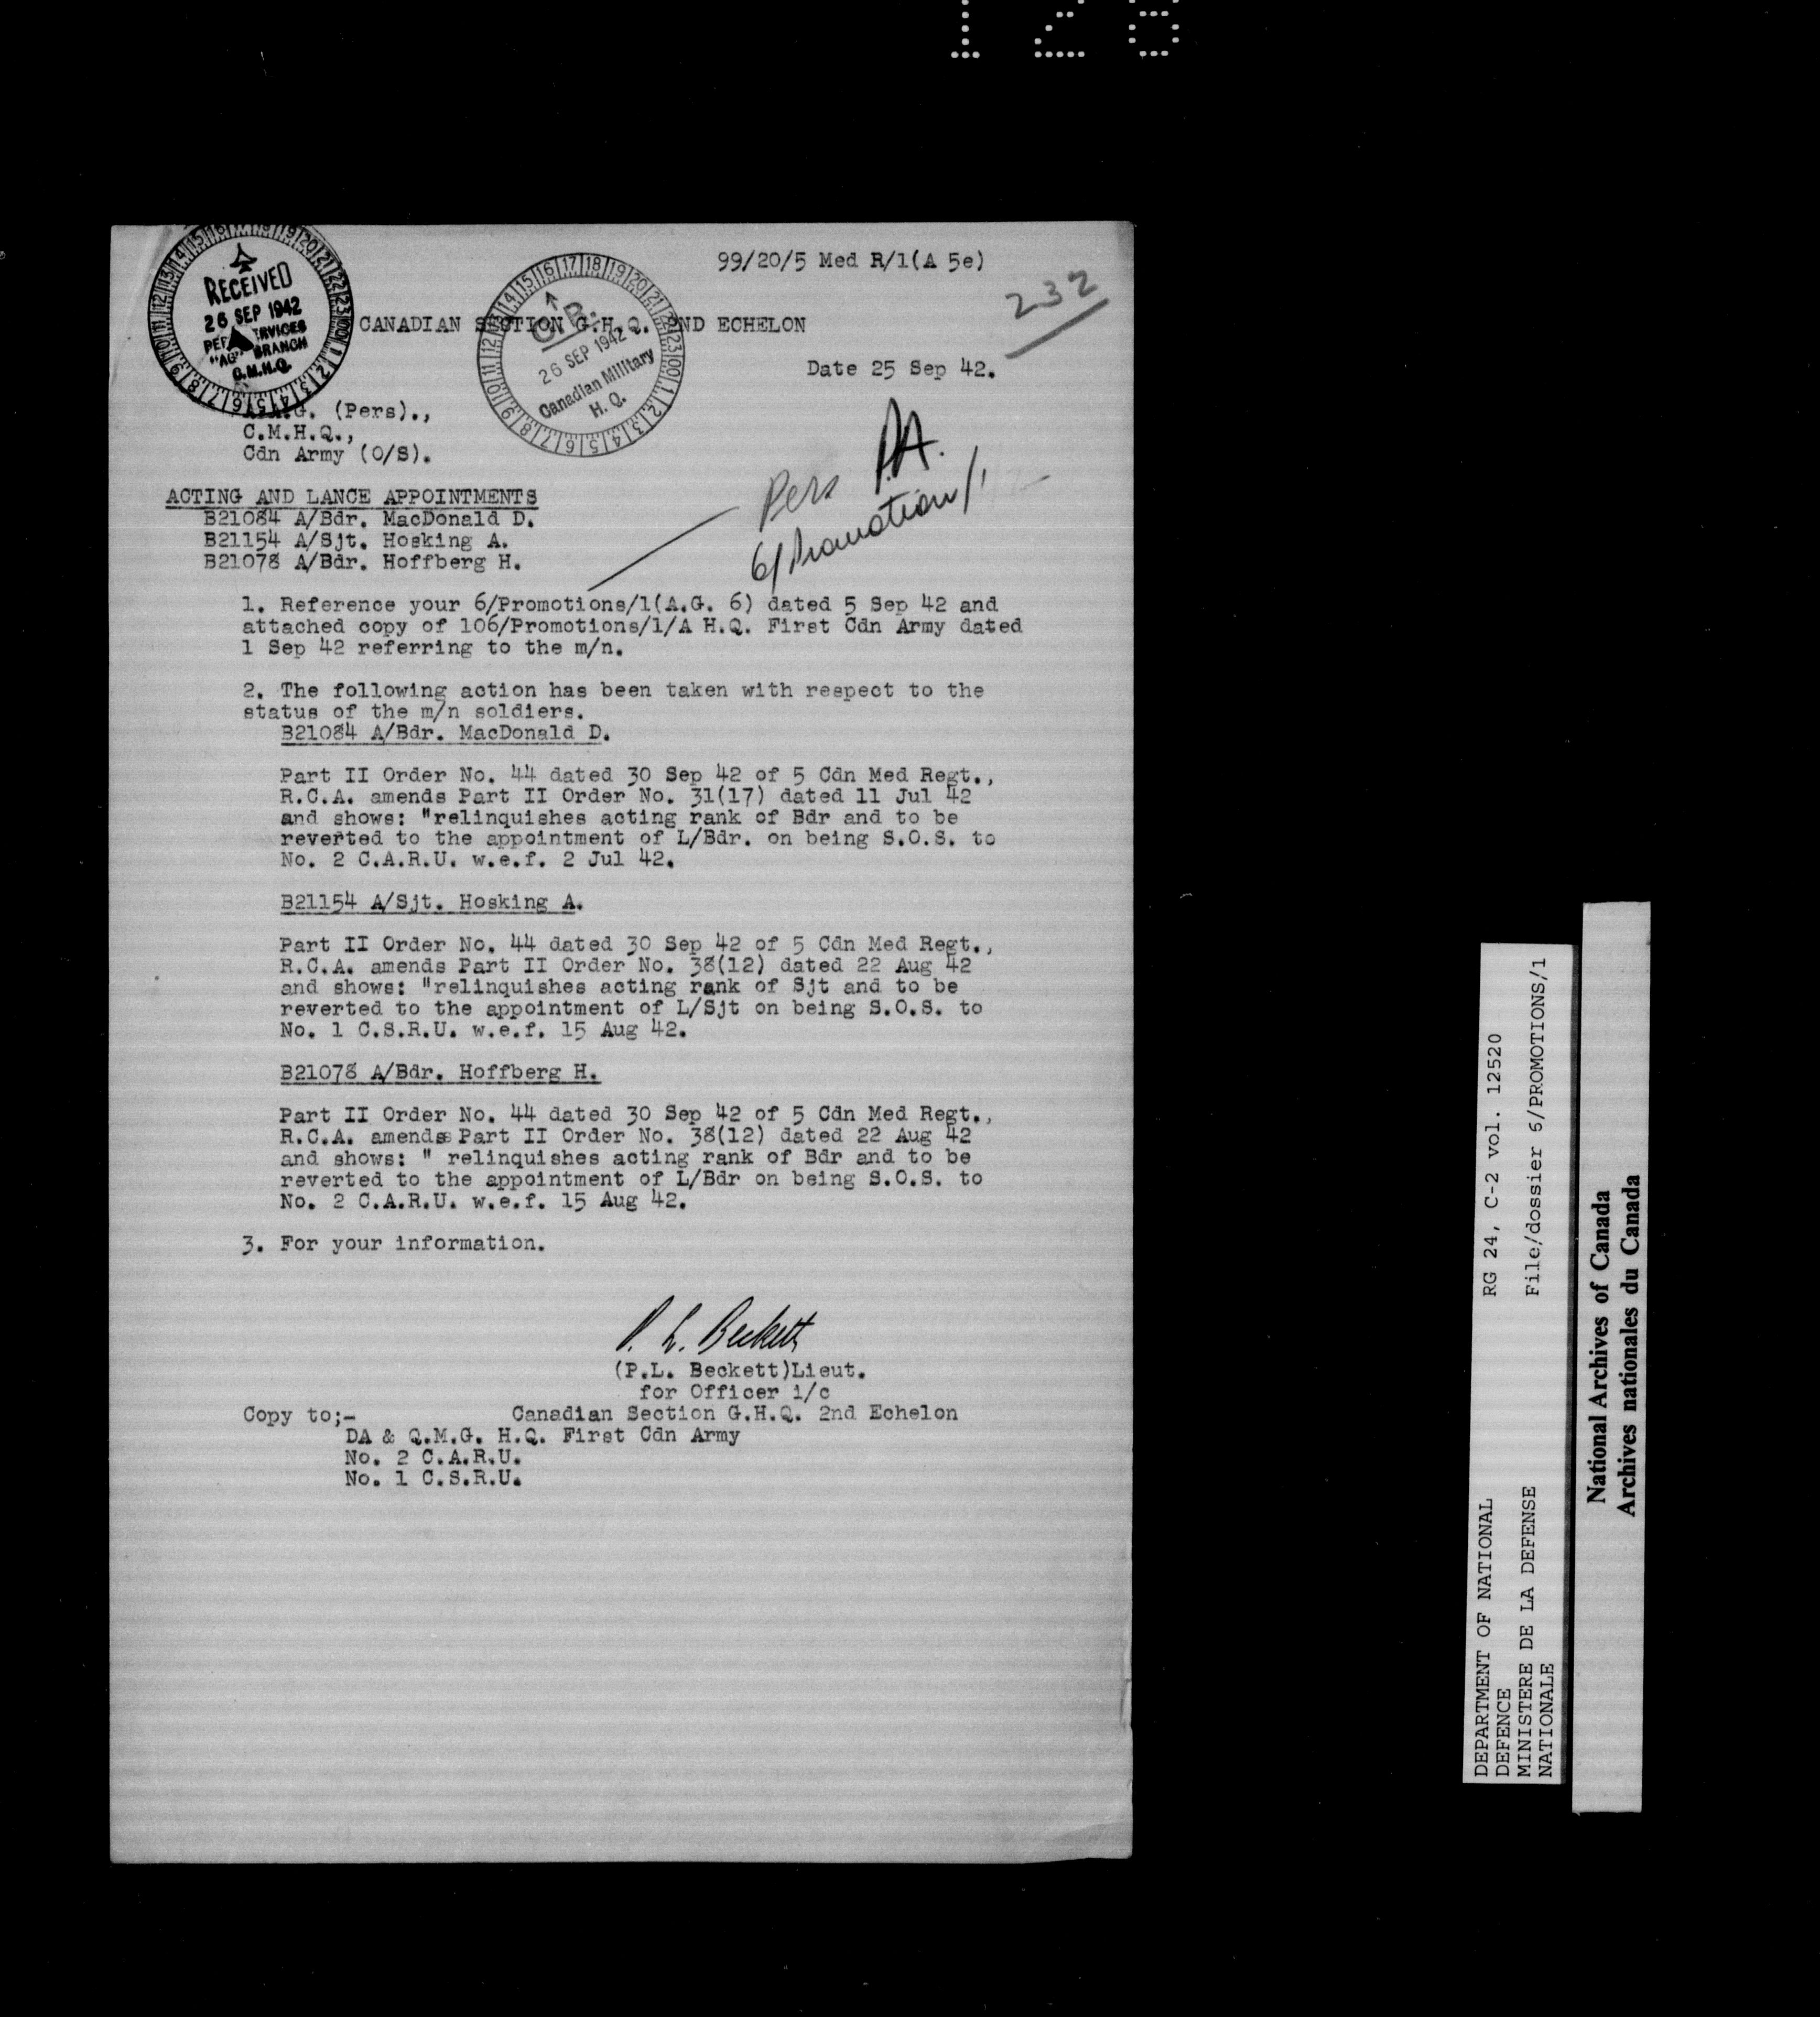 128
99/20/5 Med R/1(A 5e)
232
RECEIVED
26 SEP 1942
"AG" BRANCH
C.M.H.Q.
26 SEP 1942
Canadian Military
H. Q.
CANADIAN SECTION G.H.Q. 2ND ECHELON
Date 25 Sep 42.
(Pers).,
C.M.H.Q.,
Cdn Army (O/S).
Pers P.A.
6/Promotion/1
ACTING AND LANCE APPOINTMENTS
B21084 A/Bdr. MacDonald D.
B21154 A/Sjt. Hosking A.
B21078 A/Bdr. Hoffberg H.
1. Reference your 6/Promotions/1(A.G. 6) dated 5 Sep 42 and
attached copy of 106/Promotions/1/A H.Q. First Cdn Army dated
1 Sep 42 referring to the m/n.
2. The following action has been taken with respect to the
status of the m/n soldiers.
B21084 A/Bdr. MacDonald D.
Part II Order No. 44 dated 30 Sep 42 of 5 Cdn Med Regt.,
R.C.A. amends Part II Order No. 31(17) dated 11 Jul 42
and shows: "relinquishes acting rank of Bdr and to be
reverted to the appointment of L/Bdr. on being S.O.S. to
No. 2 C.A.R.U. w.e.f. 2 Jul 42.
B21154 A/Sjt. Hosking A.
Part II Order No. 44 dated 30 Sep 42 of 5 Cdn Med Regt.,
R.C.A. amends Part II Order No. 38(12) dated 22 Aug 42
and shows: "relinquishes acting rank of Sjt and to be
reverted to the appointment of L/Sjt on being S.O.S. to
No. 1 C.S.R.U. w.e.f. 15 Aug 42.
B21078 A/Bdr. Hoffberg H.
Part II Order No. 44 dated 30 Sep 42 of 5 Cdn Med Regt.,
R.C.A. amends Part II Order No. 38(12) dated 22 Aug 42
and shows: " relinquishes acting rank of Bdr and to be
reverted to the appointment of L/Bdr on being S.O.S. to
No. 2 C.A.R.U. w.e.f. 15 Aug 42.
3. For your information.
P. L. Beckett
(P.L. Beckett)Lieut.
for Officer i/c
Copy to;- Canadian Section G.H.Q. 2nd Echelon
DA & Q.M.G. H.Q. First Cdn Army
No. 2 C.A.R.U.
No. 1 C.S.R.U.
DEPARTMENT OF NATIONAL RG 24, C-2 vol. 12520
DEFENCE
MINISTERE DE LA DEFENSE File/dossier 6/PROMOTIONS/1
NATIONALE
National Archives of Canada
Archives nationales du Canada